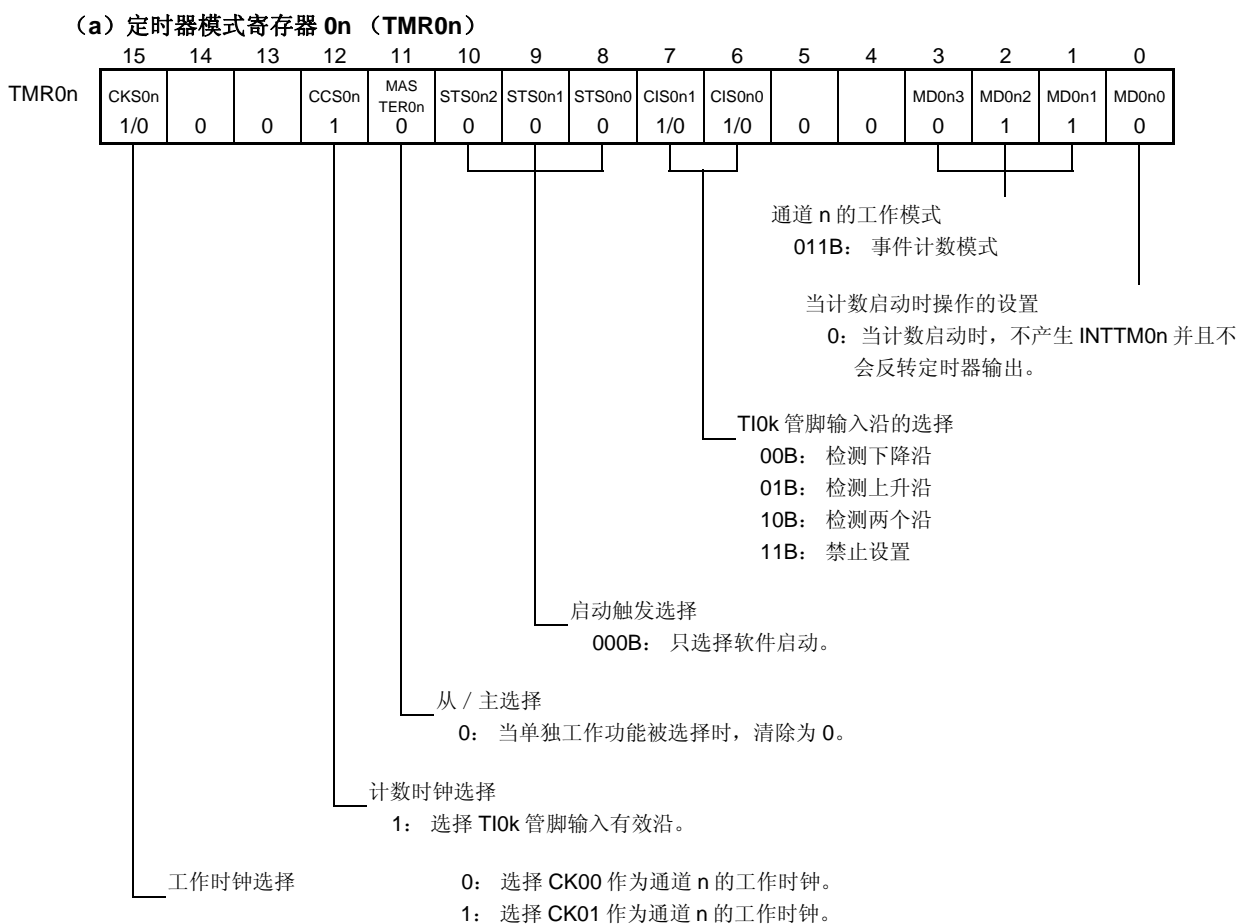 （a）定时器模式寄存器 0n （TMR0n）
15 14 13 12 11 10 9 8 7 6 5 4 3 2 1 0
TMR0n CKS0n CCS0n MAS TER0n STS0n2 STS0n1 STS0n0 CIS0n1 CIS0n0 MD0n3 MD0n2 MD0n1 MD0n0
1/0 0 0 1 0 0 0 0 1/0 1/0 0 0 0 1 1 0
通道 n 的工作模式
011B： 事件计数模式
当计数启动时操作的设置
0：当计数启动时，不产生 INTTM0n 并且不
会反转定时器输出。
TI0k 管脚输入沿的选择
00B： 检测下降沿
01B： 检测上升沿
10B： 检测两个沿
11B： 禁止设置
启动触发选择
000B： 只选择软件启动。
从 / 主选择
0： 当单独工作功能被选择时，清除为 0。
计数时钟选择
1： 选择 TI0k 管脚输入有效沿。
工作时钟选择 0： 选择 CK00 作为通道 n 的工作时钟。
1： 选择 CK01 作为通道 n 的工作时钟。